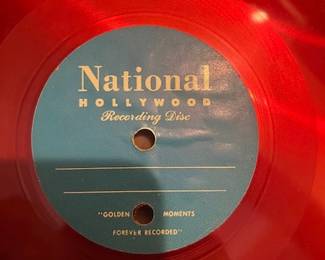 National
HOLLYWOOD
Recording Disc
"GOLDEN MOMENTS
FOREVER RECORDED"